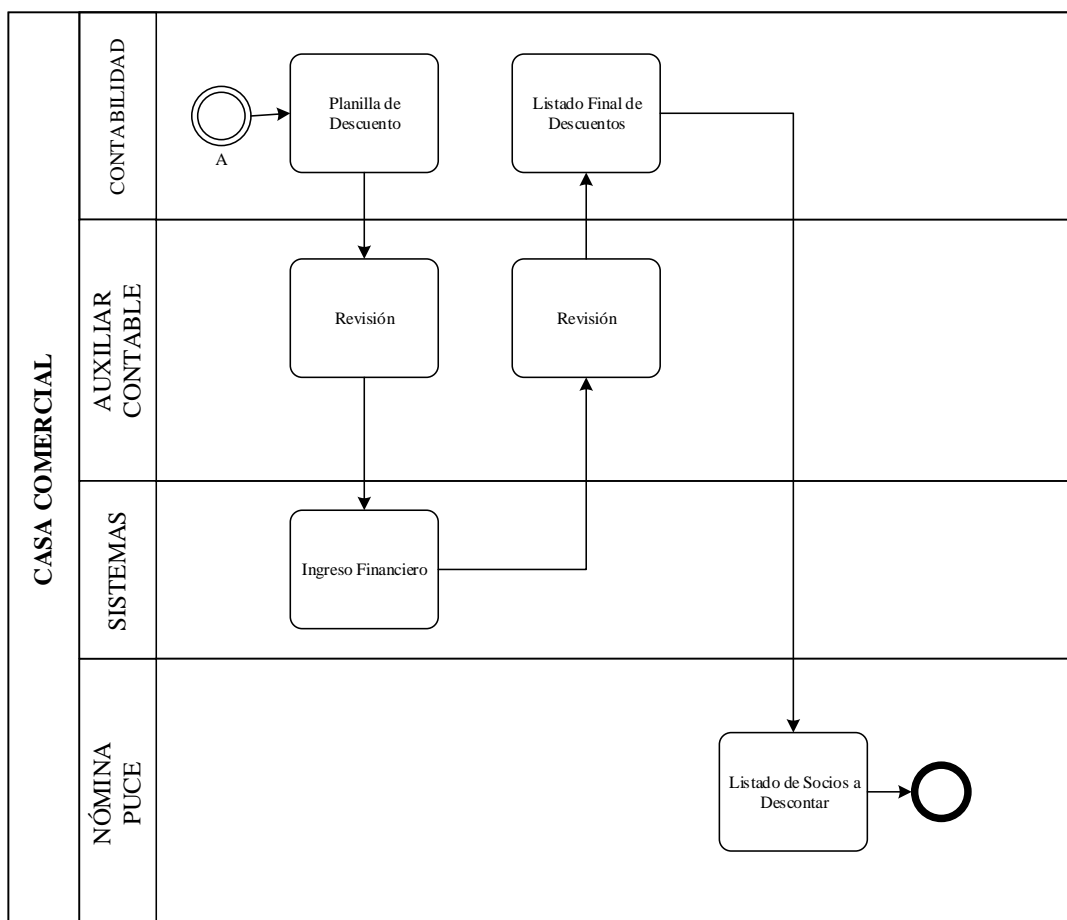 CASA COMERCIAL
CONTABILIDAD
A
Planilla de
Descuento
Listado Final de
Descuentos
AUXILIAR
CONTABLE
Revisión
Revisión
SISTEMAS
Ingreso Financiero
NÓMINA
PUCE
Listado de Socios a
Descontar